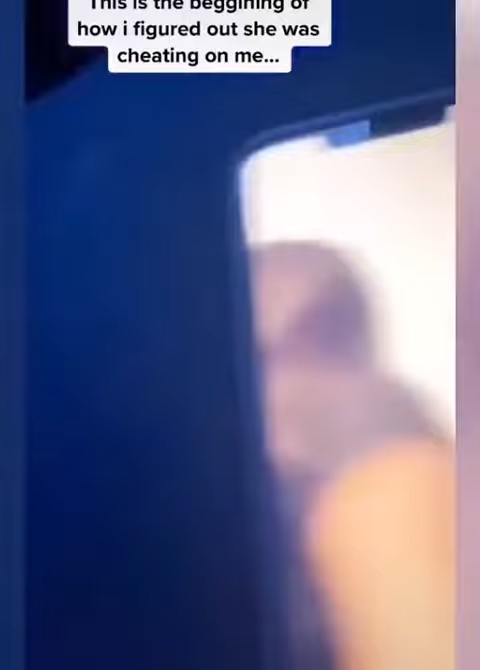 This is the beggining of
how i figured out she was
cheating on me...